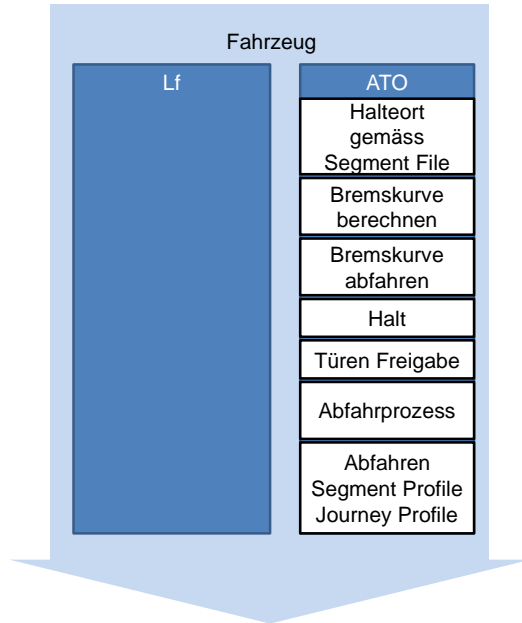 Fahrzeug
Lf
ATO
Halteort
gemäss
Segment File
Bremskurve
berechnen
Bremskurve
abfahren
Halt
Türen Freigabe
Abfahrprozess
Abfahren
Segment Profile
Journey Profile